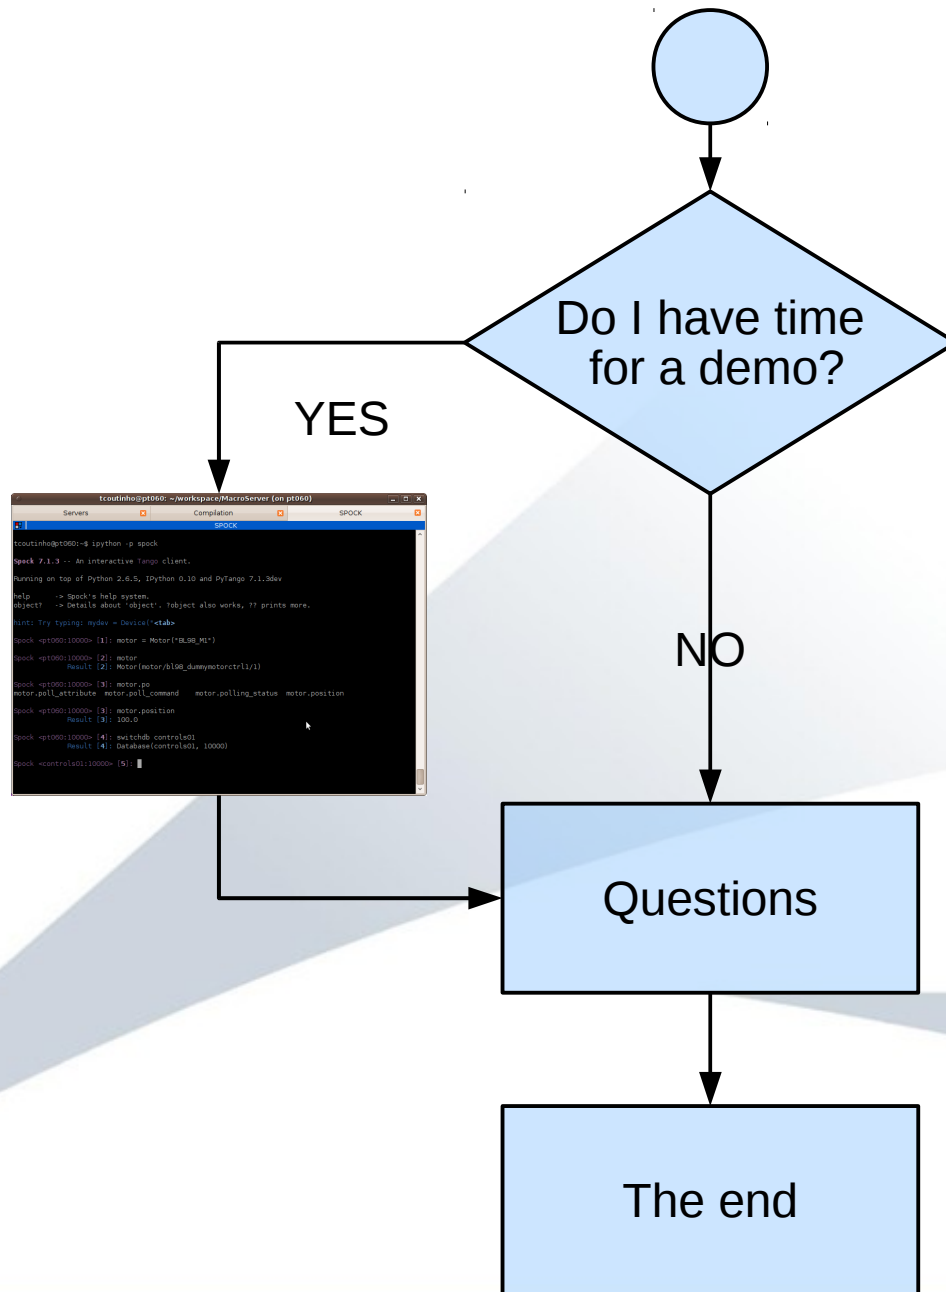 Do I have time
for a demo?
YES
tcoutinho@pt060: ~/workspace/MacroServer (on pt060)
Servers Compilation SPOCK
SPOCK
tcoutinho@pt060:~$ ipython -p spock
Spock 7.1.3 -- An interactive Tango client.
Running on top of Python 2.6.5, IPython 0.10 and PyTango 7.1.3dev
help -> Spock's help system.
object? -> Details about 'object'. ?object also works, ?? prints more.
hint: Try typing: mydev = Device("<tab>
Spock <pt060:10000> [1]: motor = Motor("BL98_M1")
Spock <pt060:10000> [2]: motor
Result [2]: Motor(motor/bl98_dummymotorctrl1/1)
Spock <pt060:10000> [3]: motor.po
motor.poll_attribute motor.poll_command motor.polling_status motor.position
Spock <pt060:10000> [3]: motor.position
Result [3]: 100.0
Spock <pt060:10000> [4]: switchdb controls01
Result [4]: Database(controls01, 10000)
Spock <controls01:10000> [5]:
NO
Questions
The end